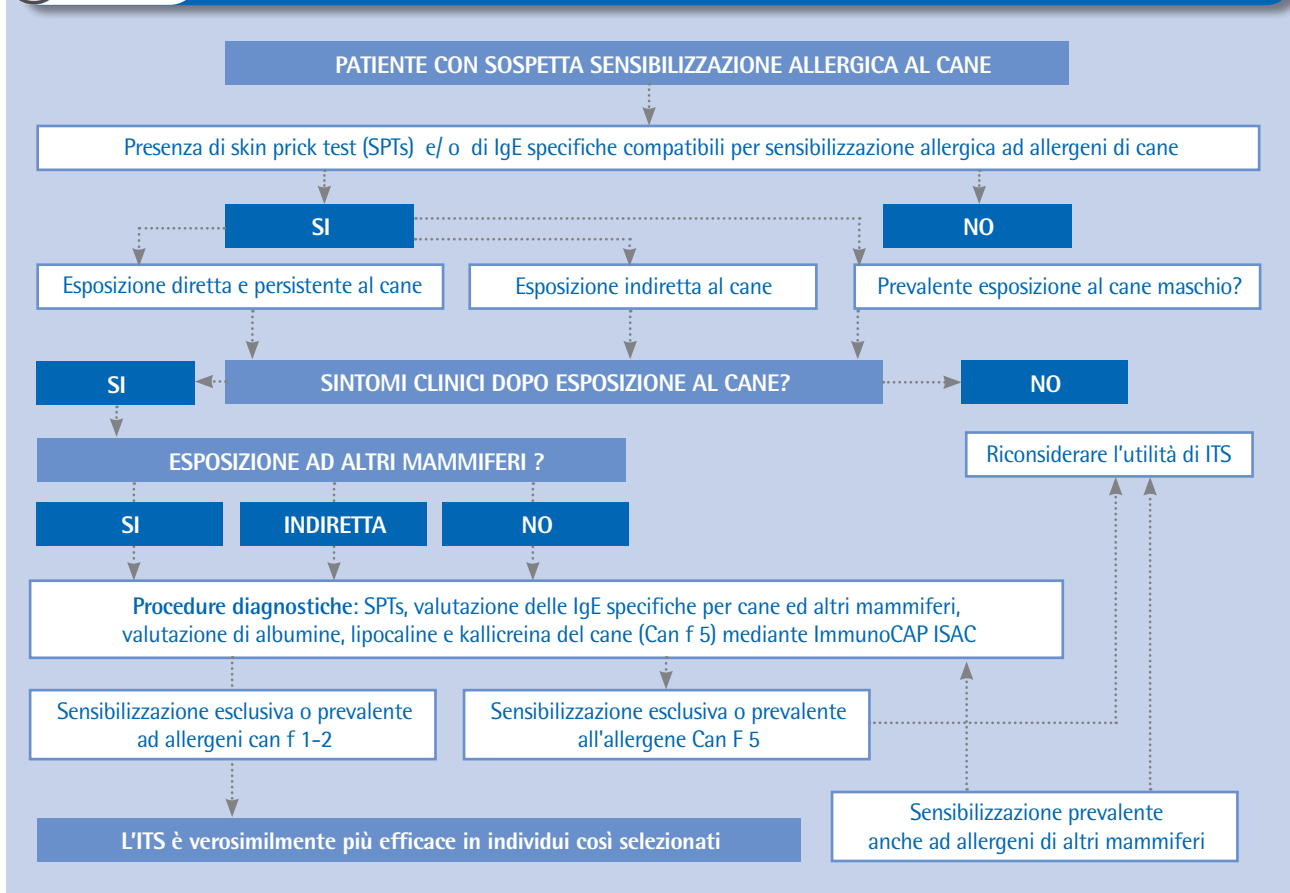 PATIENTE CON SOSPETTA SENSIBILIZZAZIONE ALLERGICA AL CANE
Presenza di skin prick test (SPTs) e/ o di IgE specifiche compatibili per sensibilizzazione allergica ad allergeni di cane
SI
NO
Esposizione diretta e persistente al cane
Esposizione indiretta al cane
Prevalente esposizione al cane maschio?
SI
SINTOMI CLINICI DOPO ESPOSIZIONE AL CANE?
NO
ESPOSIZIONE AD ALTRI MAMMIFERI ?
Riconsiderare l'utilità di ITS
SI
INDIRETTA
NO
Procedure diagnostiche: SPTs, valutazione delle IgE specifiche per cane ed altri mammiferi,
valutazione di albumine, lipocaline e kallicreina del cane (Can f 5) mediante ImmunoCAP ISAC
Sensibilizzazione esclusiva o prevalente
ad allergeni can f 1-2
Sensibilizzazione esclusiva o prevalente
all'allergene Can F 5
Sensibilizzazione prevalente
anche ad allergeni di altri mammiferi
L'ITS è verosimilmente più efficace in individui così selezionati